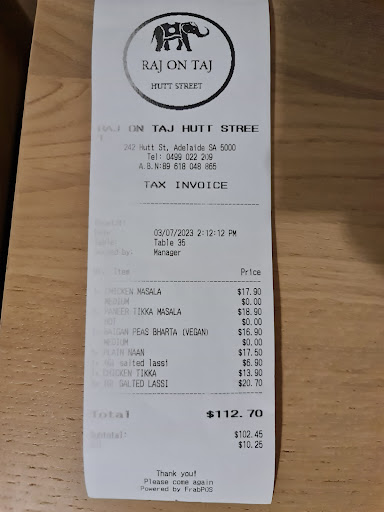 RAJ ON TAJ
HUTT STREET
RAJ ON TAJ HUTT STREE
T
242 Hutt St, Adelaide SA 5000
Tel: 0499 022 209
A.B.N:89 618 048 865
TAX INVOICE
03/07/2023 2:12:12 PM
Table: Table 35
Manager
Item Price
CHICKEN MASALA $17.90
MEDIUM $0.00
PANEER TIKKA MASALA $18.90
HOT $0.00
BAIGAN PEAS BHARTA (VEGAN) $16.90
MEDIUM $0.00
PLAIN NAAN $17.50
salted lassi $6.90
CHICKEN TIKKA $13.90
SALTED LASSI $20.70
Total $112.70
Subtotal: $102.45
$10.25
Thank you!
Please come again
Powered by FrabPOS